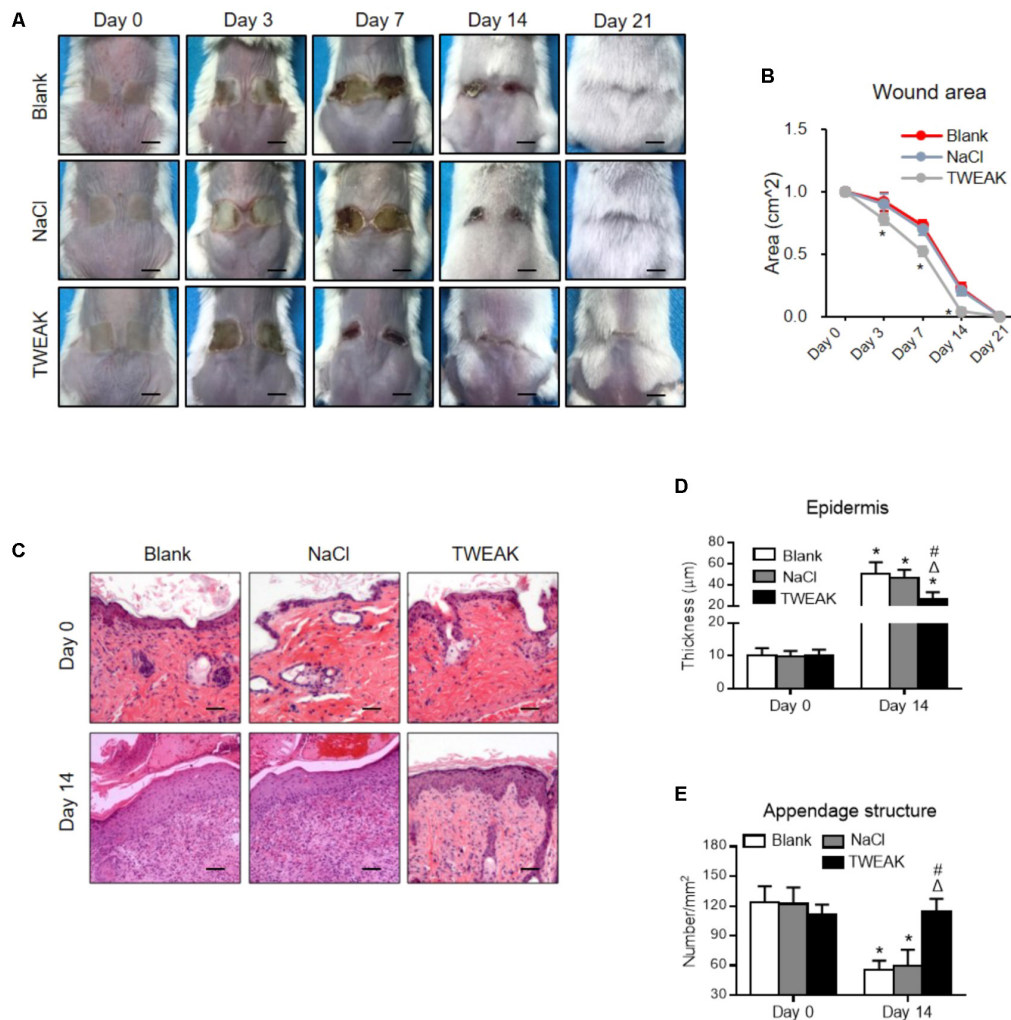 A
Day 0
Day 3
Day 7
Day 14
Day 21
Blank
NaCl
TWEAK
B
Wound area
Blank
NaCl
TWEAK
Area (cm^2)
1.5
1.0
0.5
0.0
*
*
*
Day 0
Day 3
Day 7
Day 14
Day 21
C
Blank
NaCl
TWEAK
Day 0
Day 14
D
Epidermis
Blank
NaCl
TWEAK
Thickness (μm)
80
60
40
20
20
10
0
*
*
#
Δ
*
Day 0
Day 14
E
Appendage structure
Blank
NaCl
TWEAK
Number/mm²
180
150
120
90
60
30
*
*
#
Δ
Day 0
Day 14